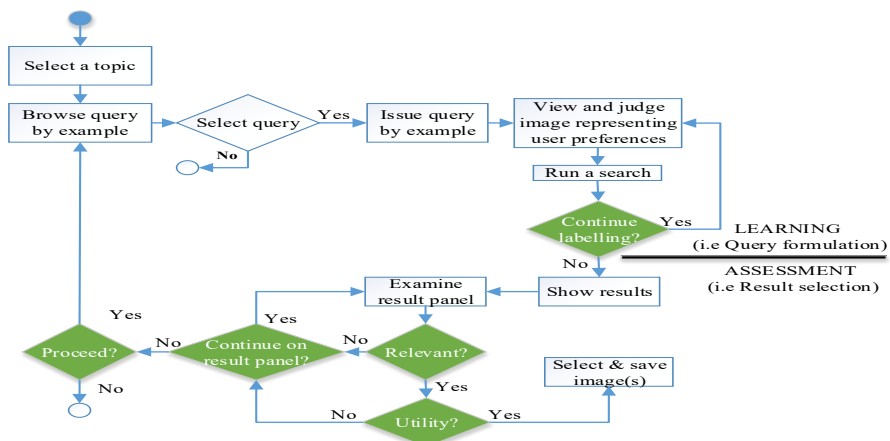 Select a topic
Browse query
by example
Select query
Yes
No
Issue query
by example
View and judge
image representing
user preferences
Run a search
Continue
labelling?
Yes
No
LEARNING
(i.e Query formulation)
ASSESSMENT
(i.e Result selection)
Show results
Examine
result panel
Relevant?
No
Yes
Continue on
result panel?
Yes
No
Proceed?
Yes
No
Utility?
No
Yes
Select & save
image(s)